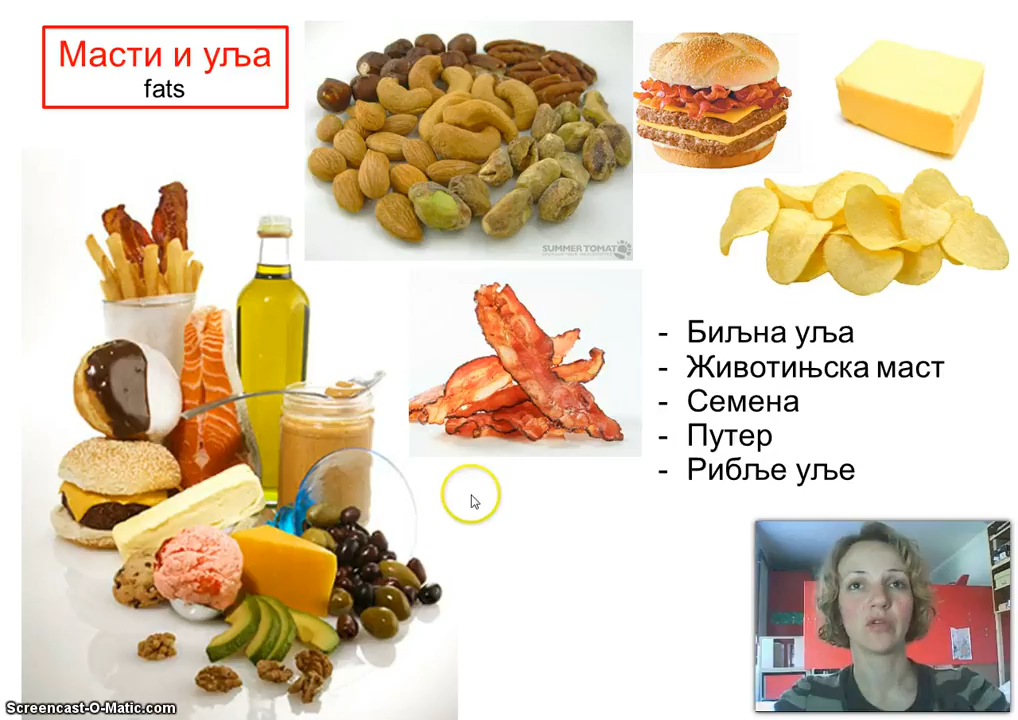 Масти и уља
fats
SUMMER TOMATO
- Биљна уља
- Животињска маст
- Семена
- Путер
- Рибље уље
Screencast-O-Matic.com